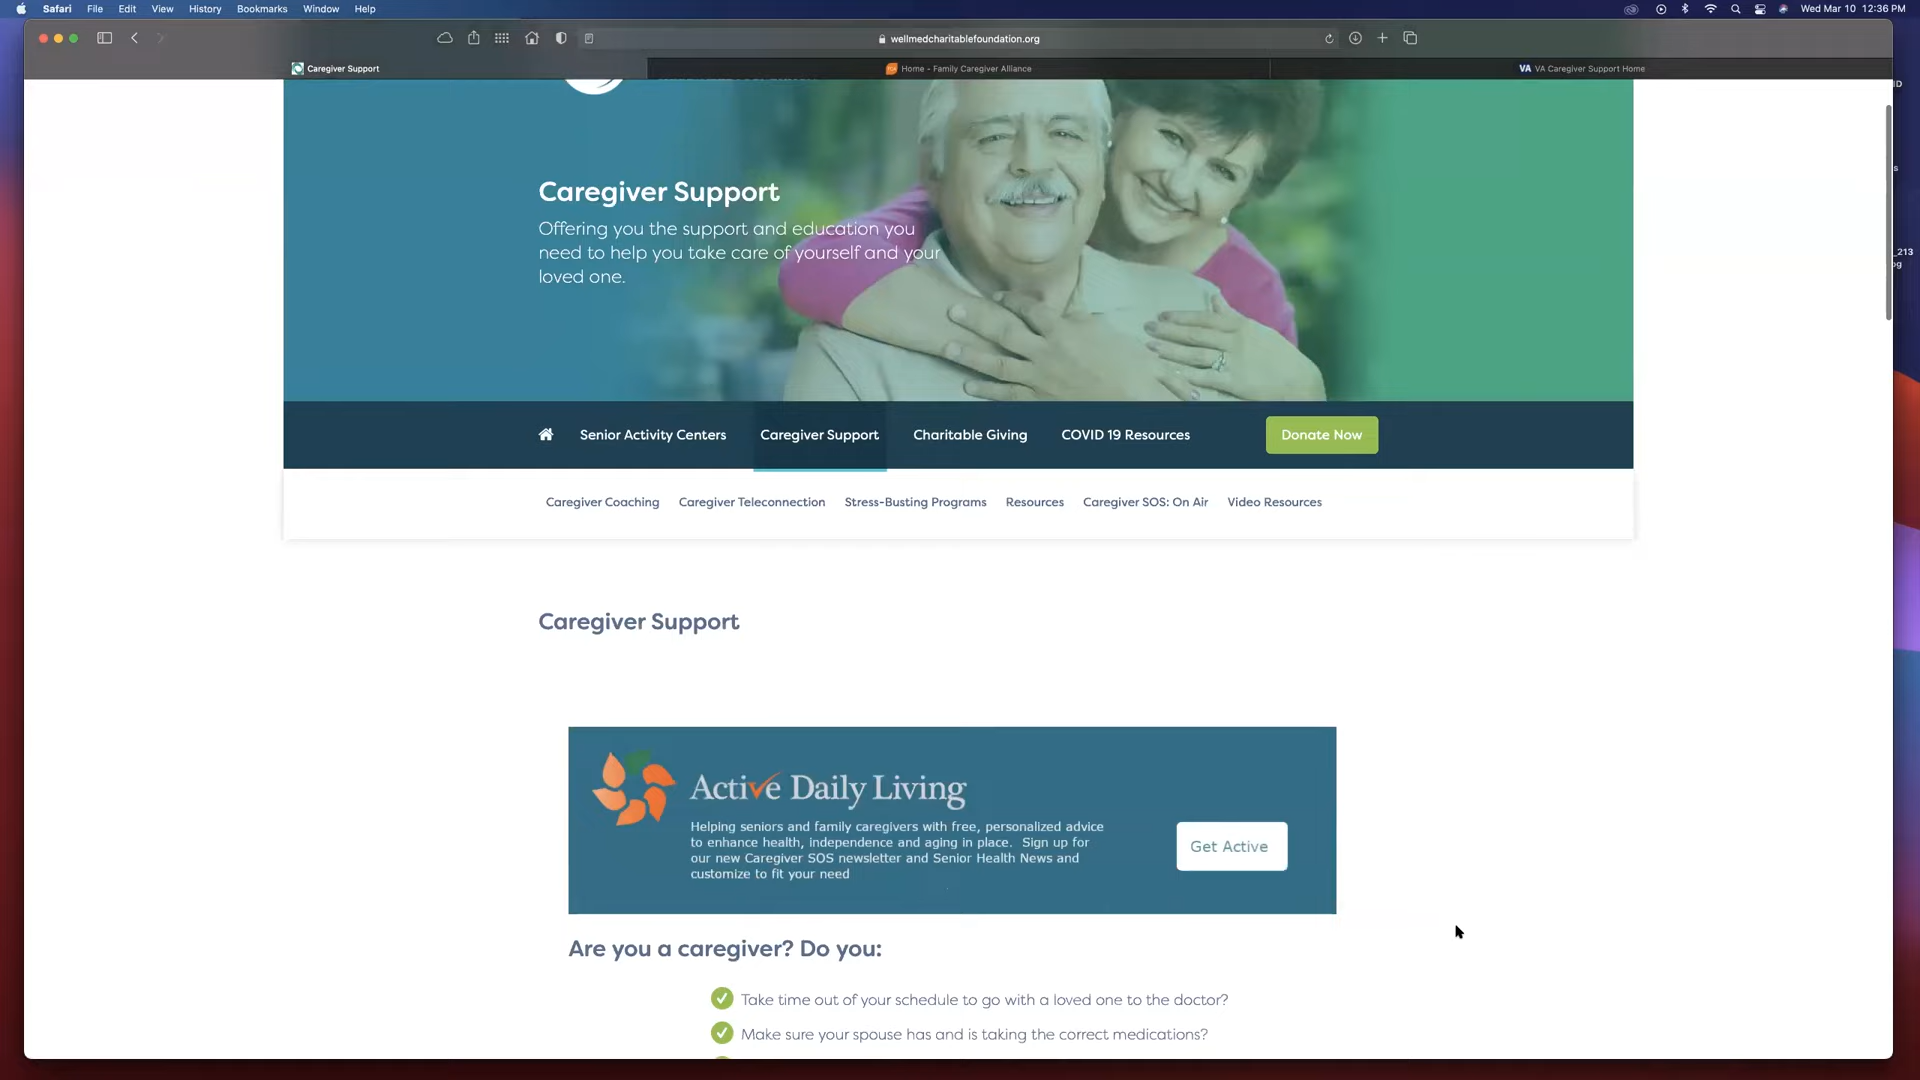 Safari File Edit View History Bookmarks Window Help
Wed Mar 10 12:36 PM
wellmedcharitablefoundation.org
Caregiver Support
Home - Family Caregiver Alliance
VA VA Caregiver Support Home
Caregiver Support
Offering you the support and education you
need to help you take care of yourself and your
loved one.
Senior Activity Centers Caregiver Support Charitable Giving COVID 19 Resources Donate Now
Caregiver Coaching Caregiver Teleconnection Stress-Busting Programs Resources Caregiver SOS: On Air Video Resources
Caregiver Support
Active Daily Living
Helping seniors and family caregivers with free, personalized advice
to enhance health, independence and aging in place. Sign up for
our new Caregiver SOS newsletter and Senior Health News and
customize to fit your need
Get Active
Are you a caregiver? Do you:
Take time out of your schedule to go with a loved one to the doctor?
Make sure your spouse has and is taking the correct medications?